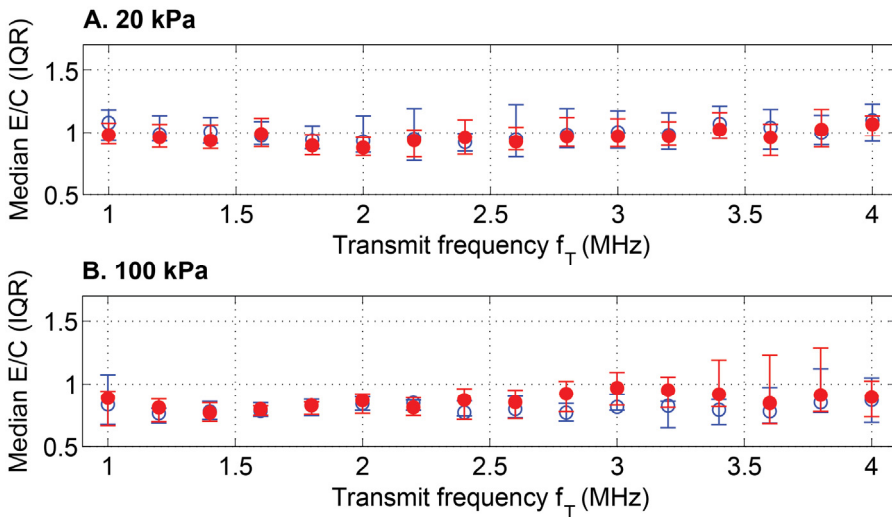 A. 20 kPa
Median E/C (IQR)
1.5
1
0.5
1 1.5 2 2.5 3 3.5 4
Transmit frequency f_T (MHz)
B. 100 kPa
Median E/C (IQR)
1.5
1
0.5
1 1.5 2 2.5 3 3.5 4
Transmit frequency f_T (MHz)